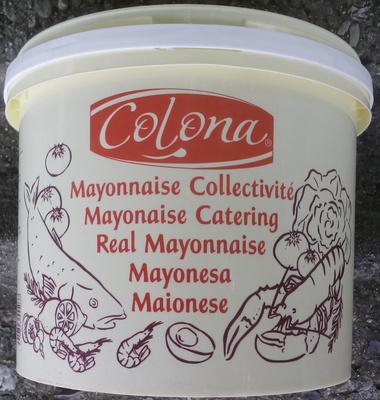 Colona®
Mayonnaise Collectivité
Mayonaise Catering
Real Mayonnaise
Mayonesa
Maionese